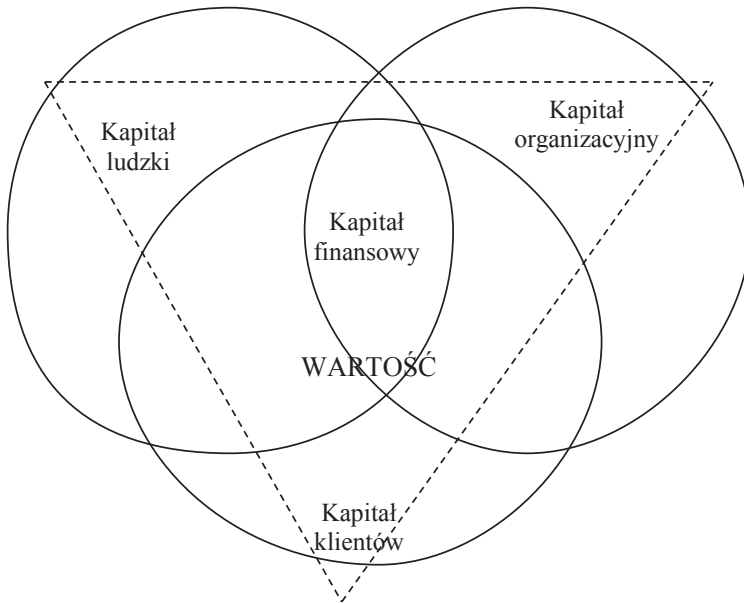 Kapitał
ludzki
Kapitał
organizacyjny
Kapitał
finansowy
WARTOŚĆ
Kapitał
klientów